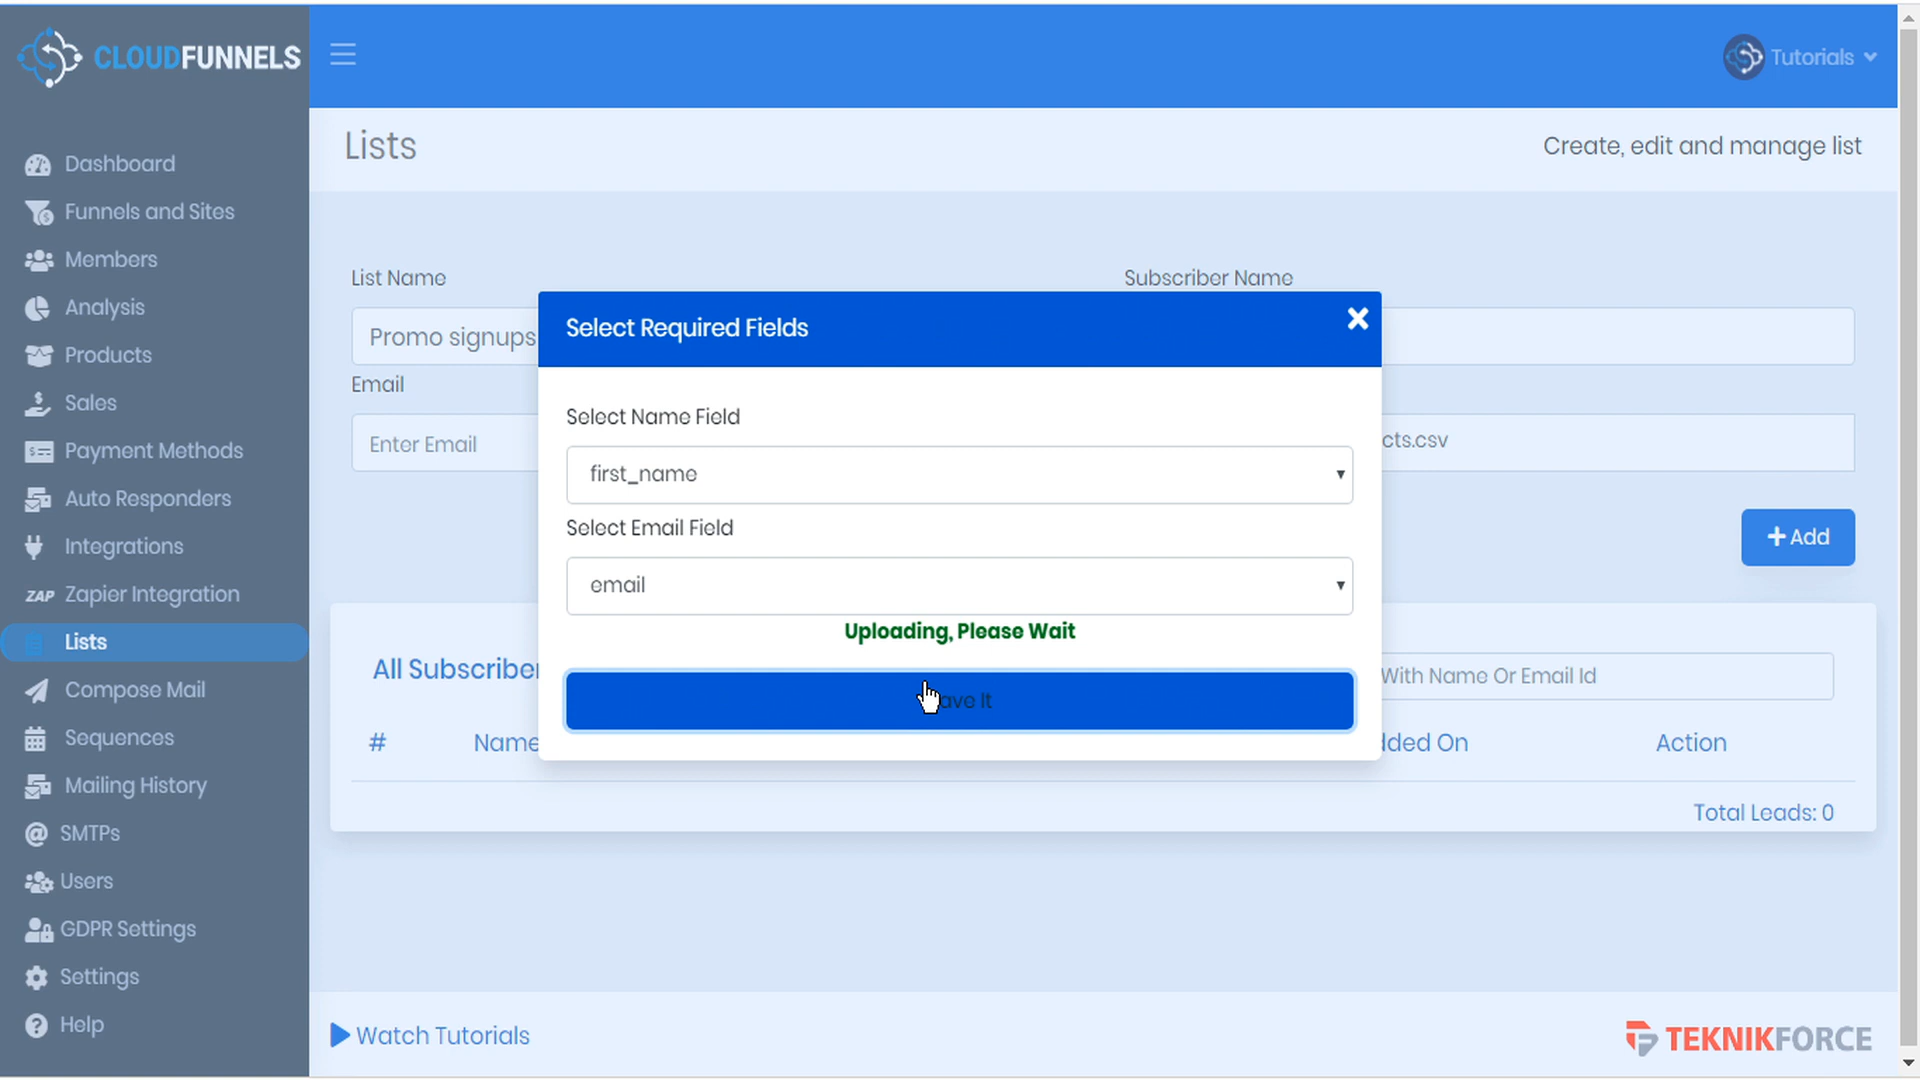 CLOUDFUNNELS
Tutorials
Lists
Create, edit and manage list
Dashboard
Funnels and Sites
Members
Analysis
Products
Sales
Payment Methods
Auto Responders
Integrations
ZAP Zapier Integration
Lists
Compose Mail
Sequences
Mailing History
SMTPs
Users
GDPR Settings
Settings
Help
List Name
Subscriber Name
Promo signups
Email
Enter Email
cts.csv
Add
Select Required Fields
Select Name Field
first_name
Select Email Field
email
Uploading, Please Wait
ave It
All Subscriber
With Name Or Email Id
#
Name
dded On
Action
Total Leads: 0
Watch Tutorials
TEKNIKFORCE